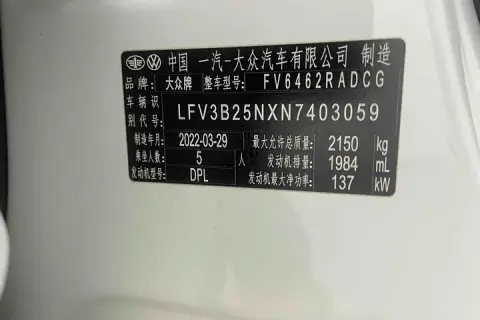 中国 一汽-大众汽车有限公司 制造
品牌: 大众牌 整车型号: FV6462RADCG
车辆识别代号: LFV3B25NXN7403059
制造年月: 2022-03-29 最大允许总质量: 2150 kg
乘坐人数: 5 人 发动机排量: 1984 mL
发动机型号: DPL 发动机最大净功率: 137 kW